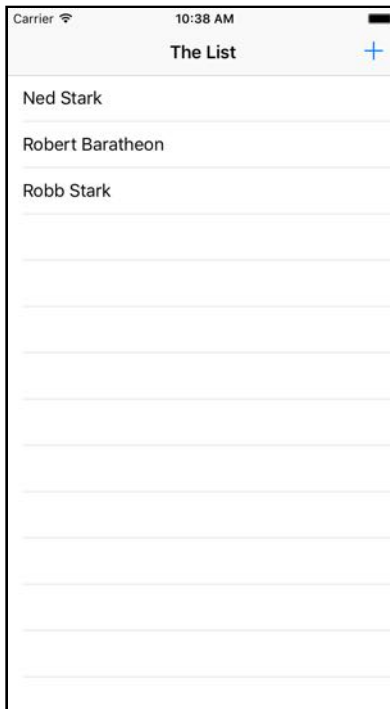 Carrier 10:38 AM
The List +
Ned Stark
Robert Baratheon
Robb Stark